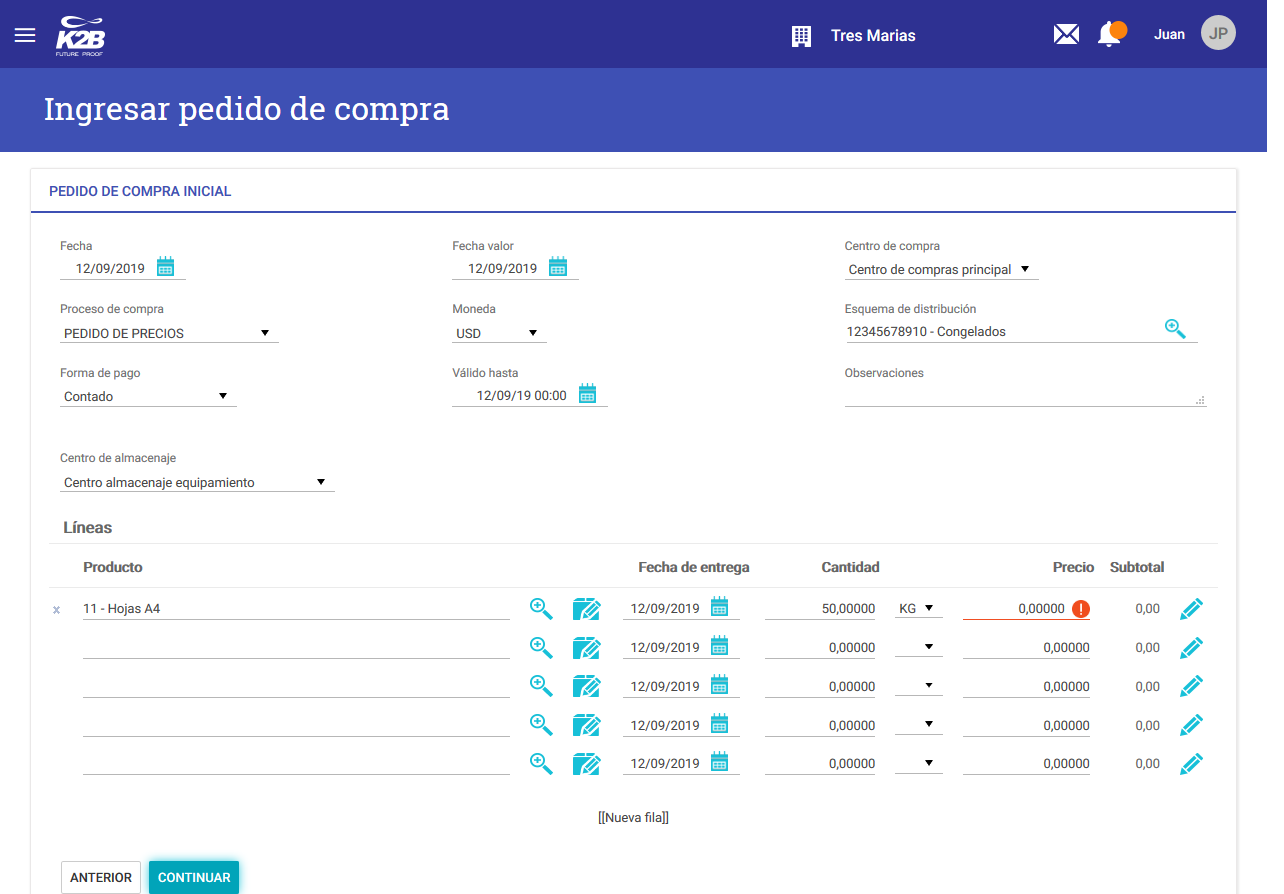 K2B
FUTURE PROOF
Tres Marias
Juan
JP
Ingresar pedido de compra
PEDIDO DE COMPRA INICIAL
Fecha
12/09/2019
Fecha valor
12/09/2019
Centro de compra
Centro de compras principal
Proceso de compra
PEDIDO DE PRECIOS
Moneda
USD
Esquema de distribución
12345678910 - Congelados
Forma de pago
Contado
Válido hasta
12/09/19 00:00
Observaciones
Centro de almacenaje
Centro almacenaje equipamiento
Líneas
Producto Fecha de entrega Cantidad Precio Subtotal
x 11 - Hojas A4 12/09/2019 50,00000 KG 0,00000 ! 0,00
12/09/2019 0,00000 0,00000 0,00
12/09/2019 0,00000 0,00000 0,00
12/09/2019 0,00000 0,00000 0,00
12/09/2019 0,00000 0,00000 0,00
[[Nueva fila]]
ANTERIOR CONTINUAR